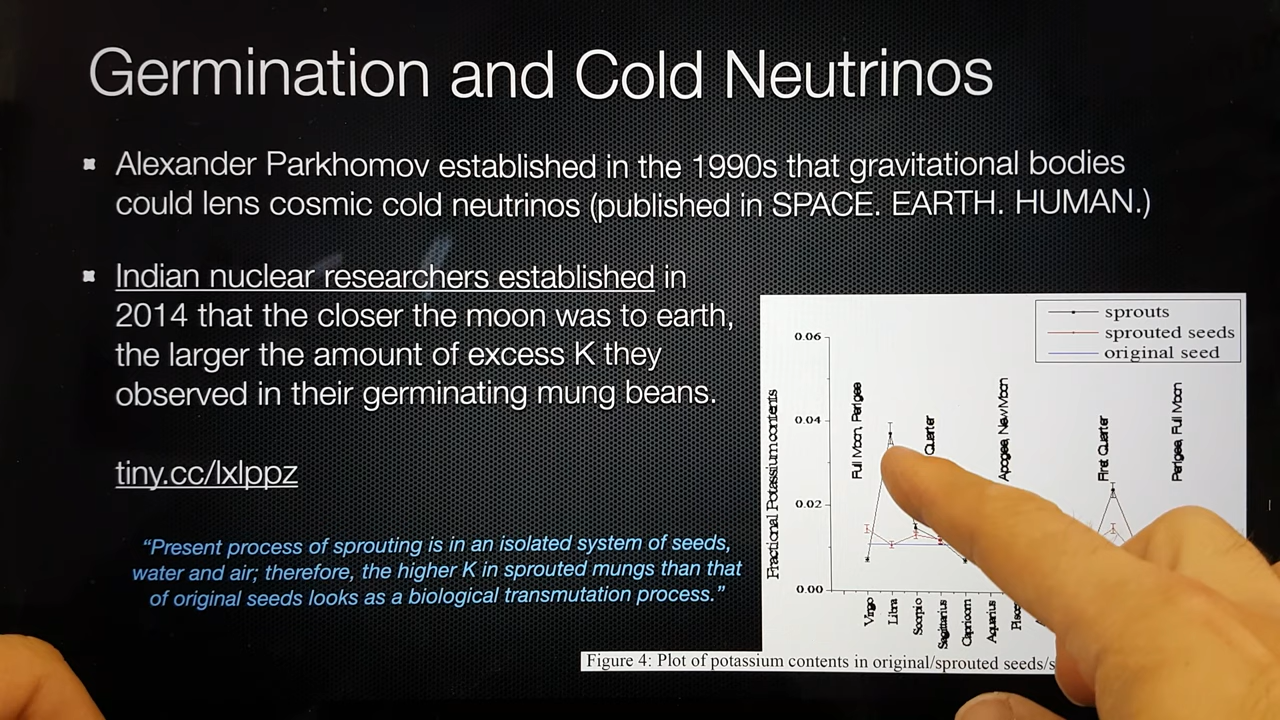 Germination and Cold Neutrinos
Alexander Parkhomov established in the 1990s that gravitational bodies
could lens cosmic cold neutrinos (published in SPACE. EARTH. HUMAN.)
Indian nuclear researchers established in
2014 that the closer the moon was to earth,
the larger the amount of excess K they
observed in their germinating mung beans.
tiny.cc/lxlppz
“Present process of sprouting is in an isolated system of seeds,
water and air; therefore, the higher K in sprouted mungs than that
of original seeds looks as a biological transmutation process.”
sprouts
sprouted seeds
original seed
Fractional Potassium contents
0.06
0.04
0.02
0.00
Full Moon, Perigee
Quarter
Apogee, New Moon
First Quarter
Perigee, Full Moon
Virgo
Libra
Scorpio
Sagittarius
Capricorn
Aquarius
Figure 4: Plot of potassium contents in original/sprouted seeds/s